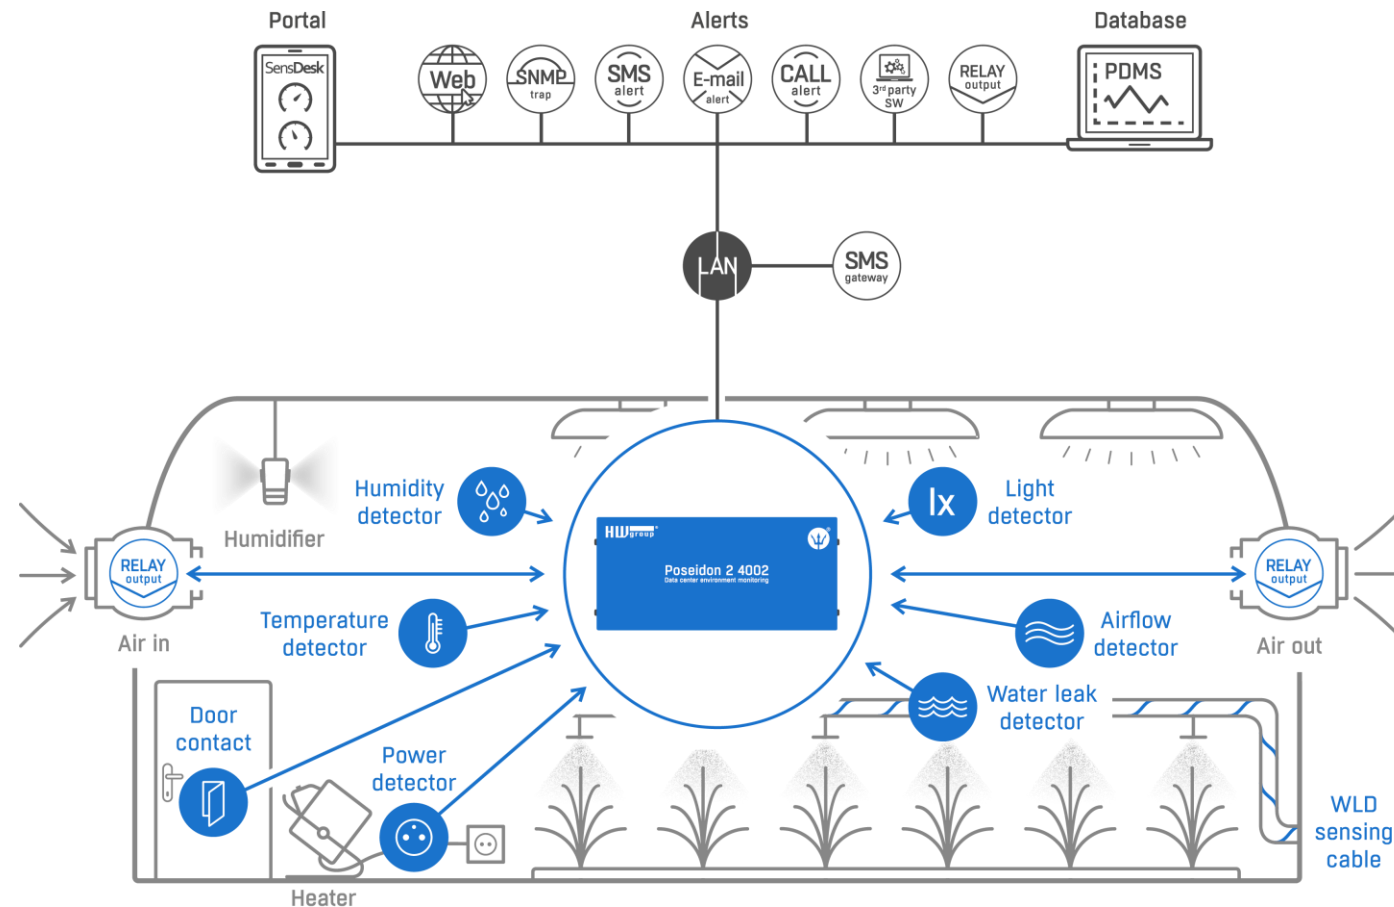 Portal
Alerts
Database
SensDesk
Web
SNMP
trap
SMS
alert
E-mail
alert
CALL
alert
3rd party
SW
RELAY
output
PDMS
LAN
SMS
gateway
Humidifier
Humidity
detector
lx
Light
detector
HW
group
Poseidon 2 4002
Data center environment monitoring
RELAY
output
Air in
RELAY
output
Air out
Temperature
detector
Airflow
detector
Water leak
detector
Door
contact
Power
detector
Heater
WLD
sensing
cable